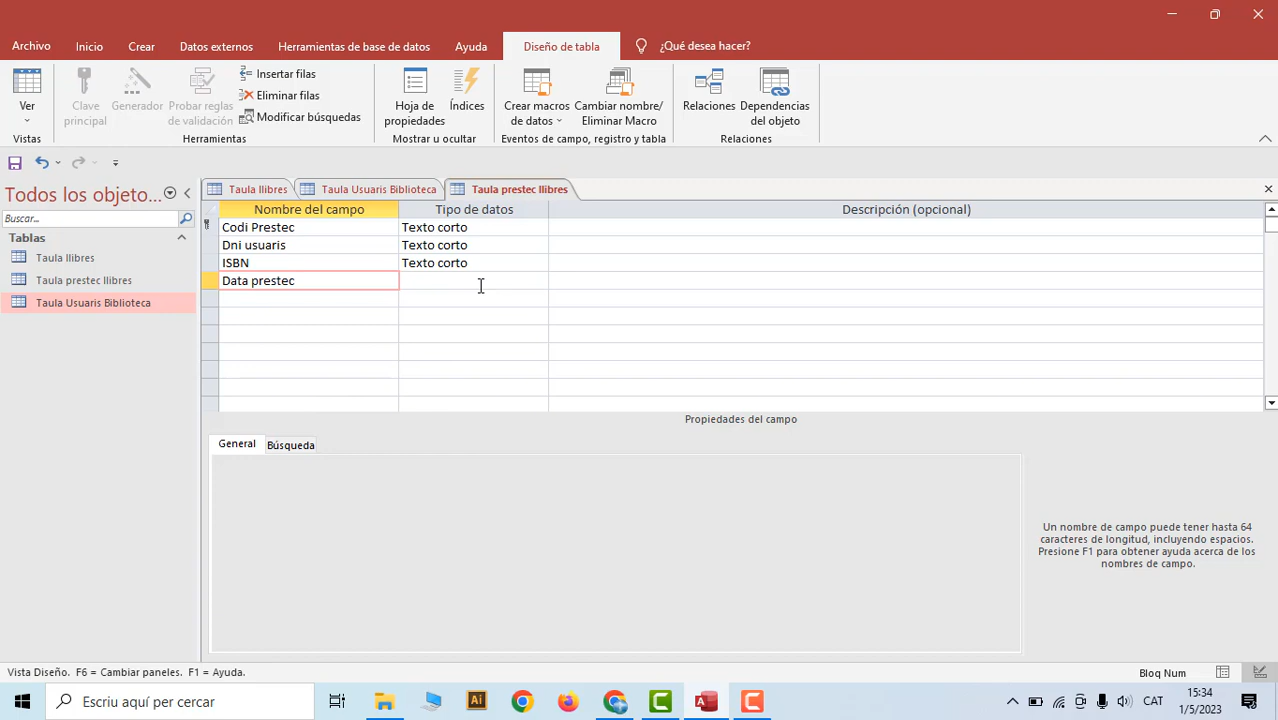 Archivo Inicio Crear Datos externos Herramientas de base de datos Ayuda Diseño de tabla ¿Qué desea hacer?
Ver
Clave principal
Generador
Probar reglas de validación
Insertar filas
Eliminar filas
Modificar búsquedas
Hoja de propiedades
Índices
Crear macros de datos
Cambiar nombre/ Eliminar Macro
Relaciones
Dependencias del objeto
Vistas Herramientas Mostrar u ocultar Eventos de campo, registro y tabla Relaciones
Todos los objeto...
Buscar...
Tablas
Taula llibres
Taula prestec llibres
Taula Usuaris Biblioteca
Taula llibres Taula Usuaris Biblioteca Taula prestec llibres
Nombre del campo Tipo de datos Descripción (opcional)
Codi Prestec Texto corto
Dni usuaris Texto corto
ISBN Texto corto
Data prestec
Propiedades del campo
General Búsqueda
Un nombre de campo puede tener hasta 64
caracteres de longitud, incluyendo espacios.
Presione F1 para obtener ayuda acerca de los
nombres de campo.
Vista Diseño. F6 = Cambiar paneles. F1 = Ayuda. Bloq Num
Escriu aquí per cercar
Ai
CAT
15:34
1/5/2023